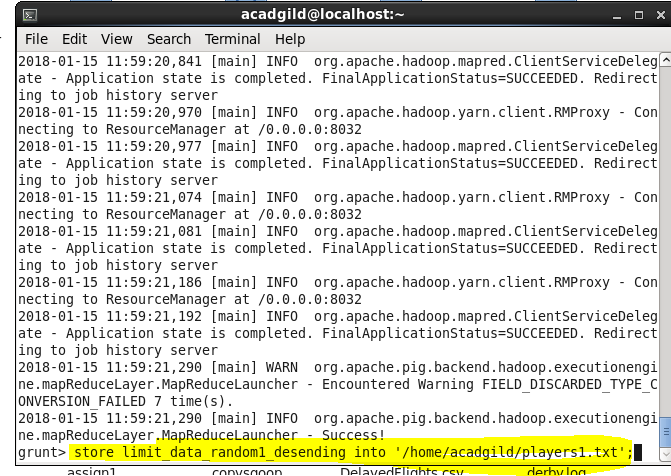 acadgild@localhost:~
File Edit View Search Terminal Help
2018-01-15 11:59:20,841 [main] INFO  org.apache.hadoop.mapred.ClientServiceDeleg
ate - Application state is completed. FinalApplicationStatus=SUCCEEDED. Redirect
ing to job history server
2018-01-15 11:59:20,970 [main] INFO  org.apache.hadoop.yarn.client.RMProxy - Con
necting to ResourceManager at /0.0.0.0:8032
2018-01-15 11:59:20,977 [main] INFO  org.apache.hadoop.mapred.ClientServiceDeleg
ate - Application state is completed. FinalApplicationStatus=SUCCEEDED. Redirect
ing to job history server
2018-01-15 11:59:21,074 [main] INFO  org.apache.hadoop.yarn.client.RMProxy - Con
necting to ResourceManager at /0.0.0.0:8032
2018-01-15 11:59:21,081 [main] INFO  org.apache.hadoop.mapred.ClientServiceDeleg
ate - Application state is completed. FinalApplicationStatus=SUCCEEDED. Redirect
ing to job history server
2018-01-15 11:59:21,186 [main] INFO  org.apache.hadoop.yarn.client.RMProxy - Con
necting to ResourceManager at /0.0.0.0:8032
2018-01-15 11:59:21,192 [main] INFO  org.apache.hadoop.mapred.ClientServiceDeleg
ate - Application state is completed. FinalApplicationStatus=SUCCEEDED. Redirect
ing to job history server
2018-01-15 11:59:21,290 [main] WARN  org.apache.pig.backend.hadoop.executionengi
ne.mapReduceLayer.MapReduceLauncher - Encountered Warning FIELD_DISCARDED_TYPE_C
ONVERSION_FAILED 7 time(s).
2018-01-15 11:59:21,290 [main] INFO  org.apache.pig.backend.hadoop.executionengi
ne.mapReduceLayer.MapReduceLauncher - Success!
grunt> store limit_data_random1_desending into '/home/acadgild/players1.txt';
assign1 copysqoop DelayedFlights.csv derby.log